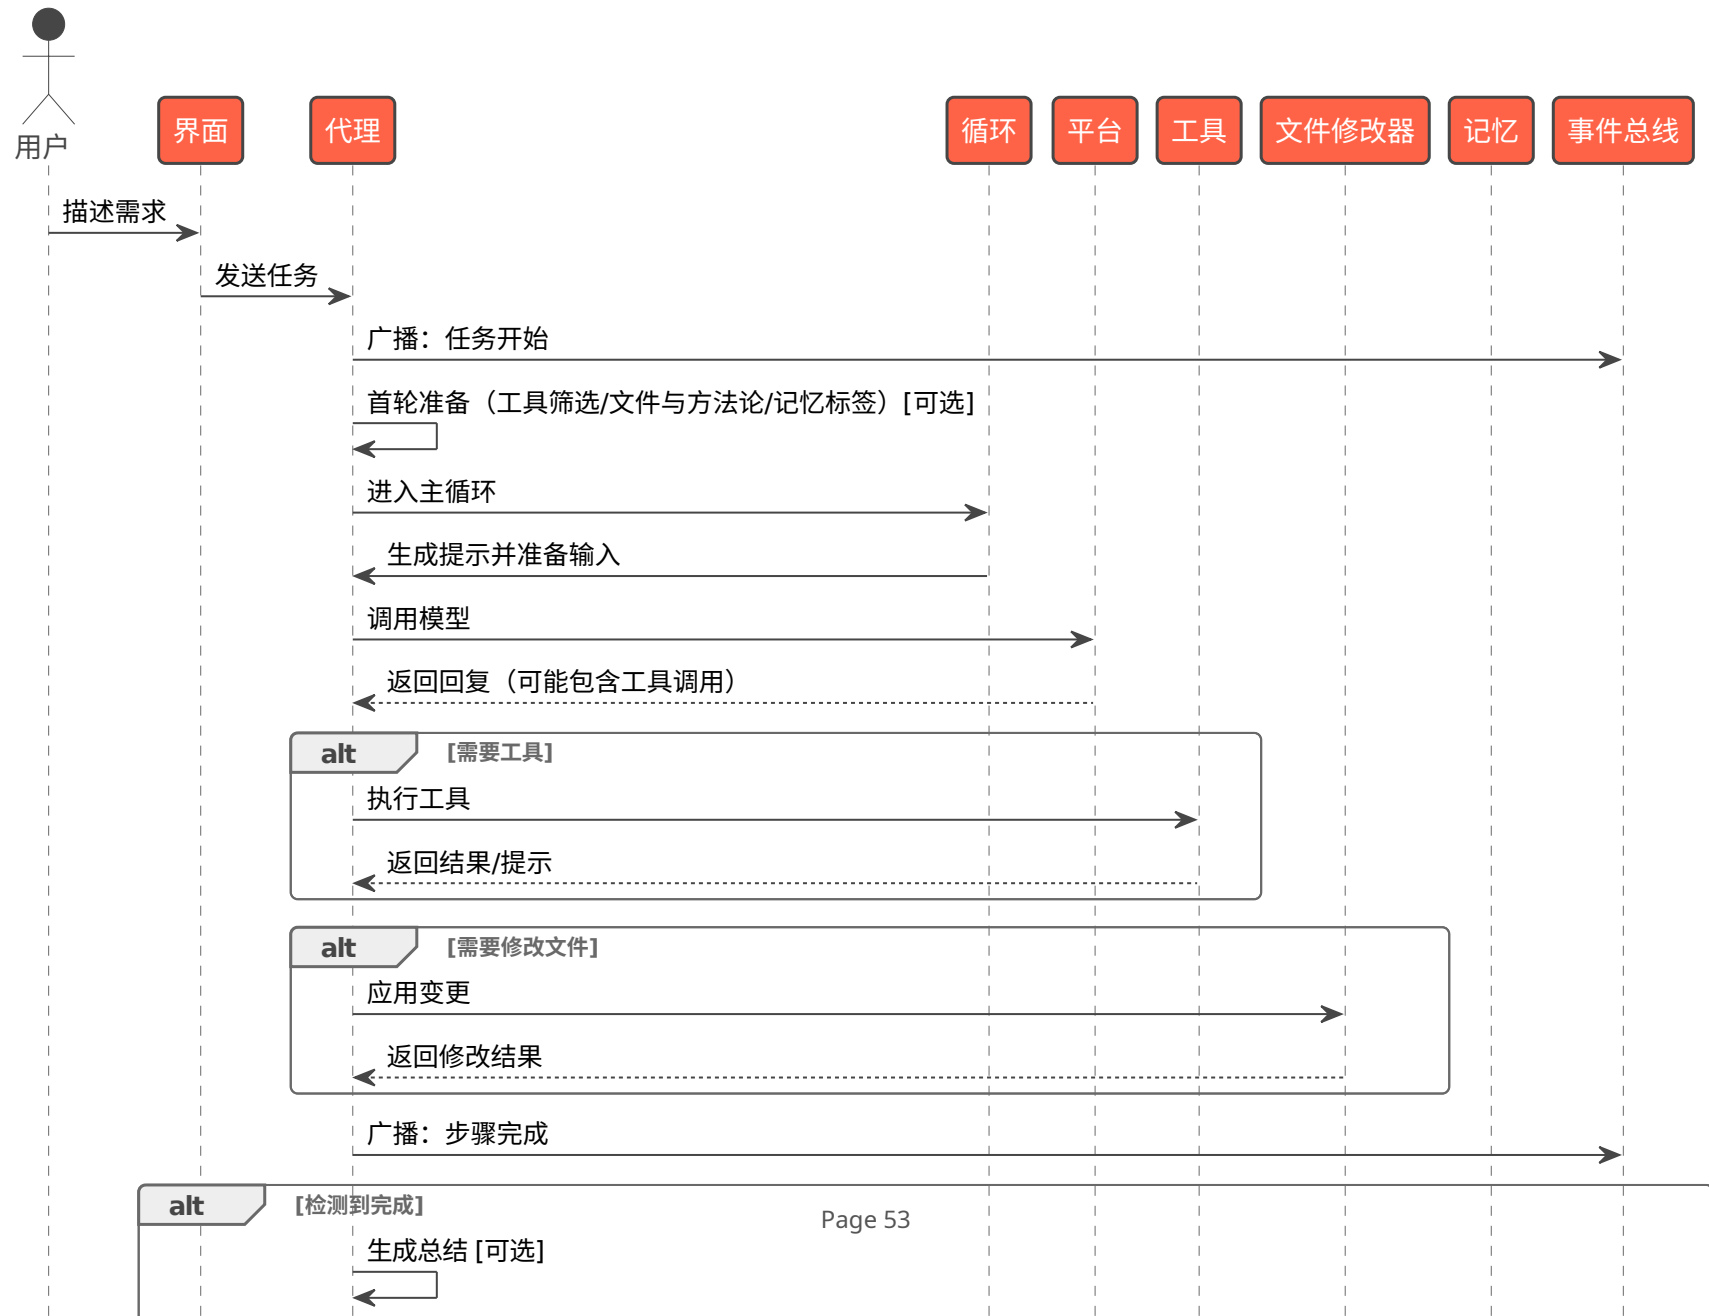 用户
界面
代理
循环
平台
工具
文件修改器
记忆
事件总线
描述需求
发送任务
广播：任务开始
首轮准备（工具筛选/文件与方法论/记忆标签）[可选]
进入主循环
生成提示并准备输入
调用模型
返回回复（可能包含工具调用）
alt [需要工具]
执行工具
返回结果/提示
alt [需要修改文件]
应用变更
返回修改结果
广播：步骤完成
alt [检测到完成]
Page 53
生成总结 [可选]